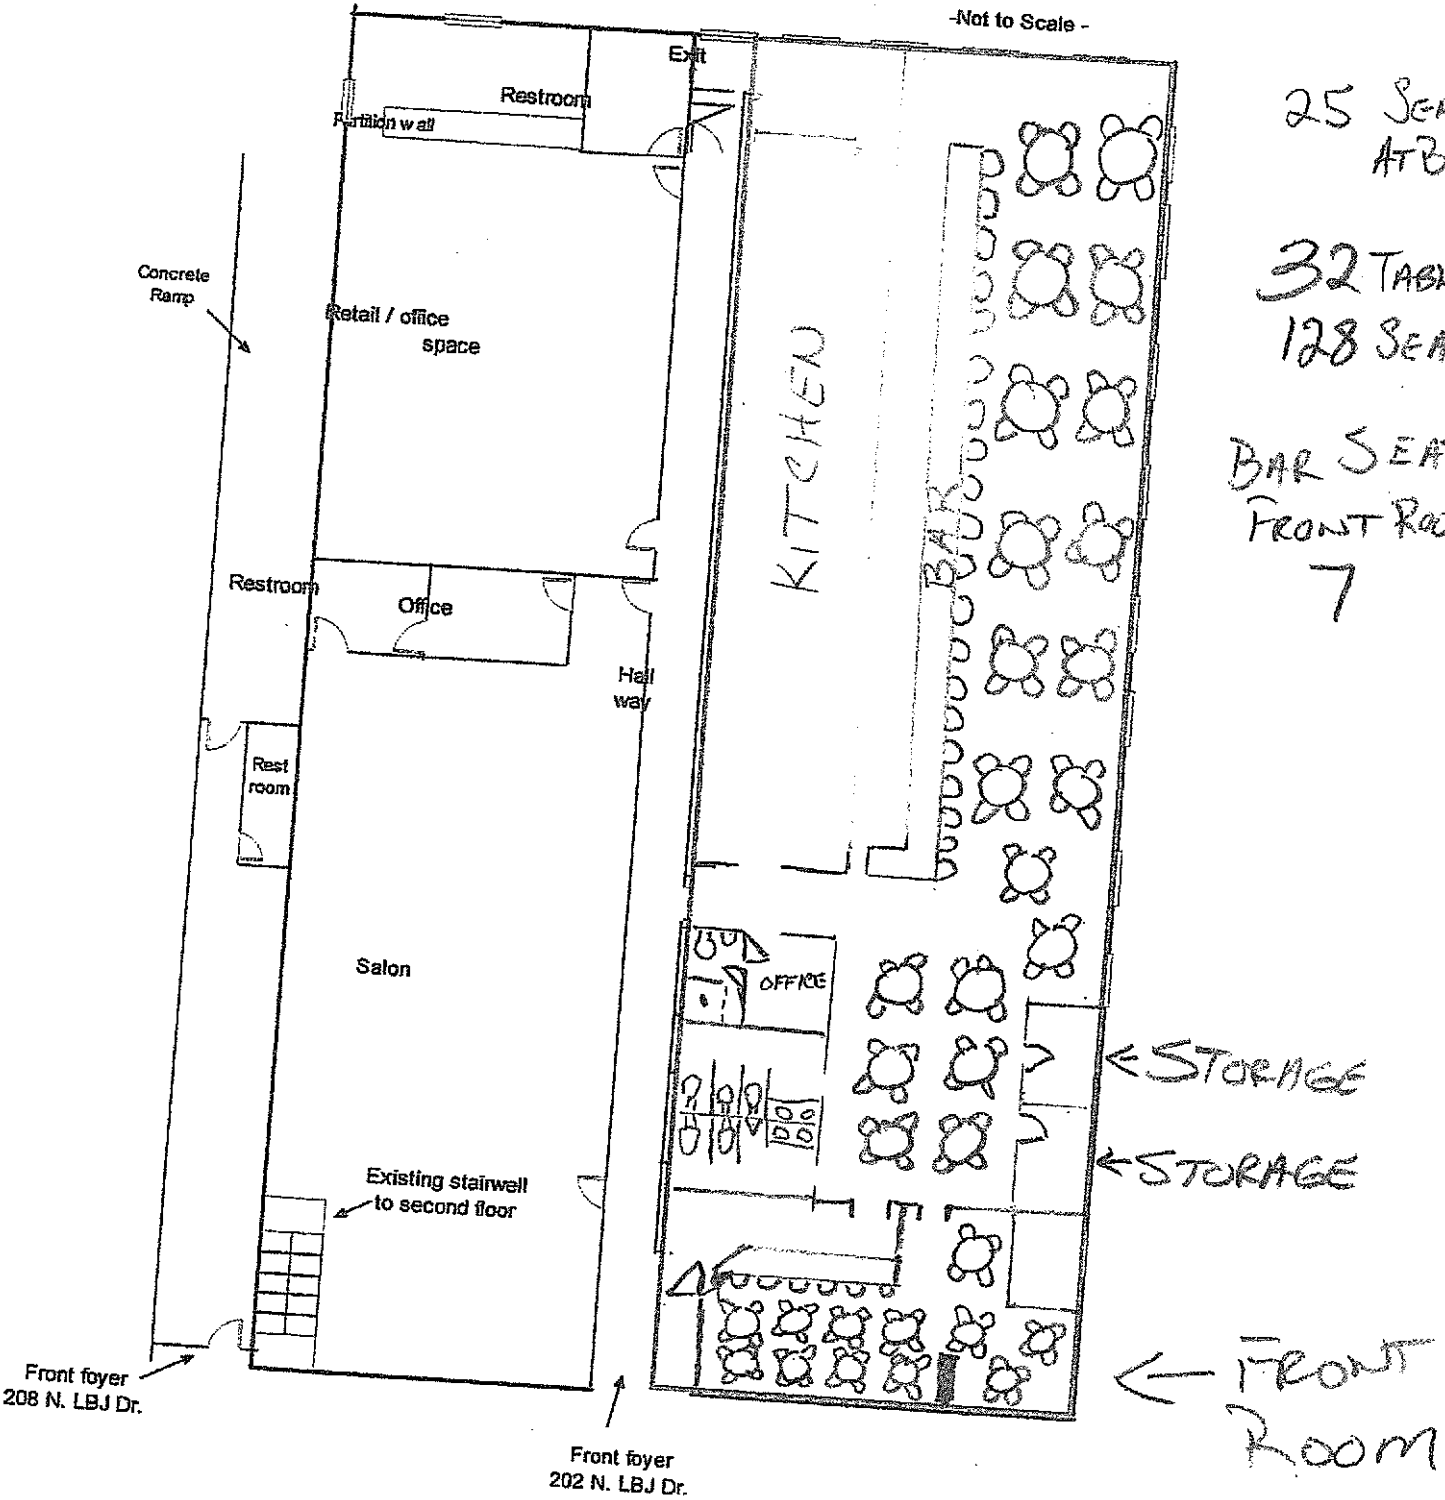 -Not to Scale -
Exit
Restroom
Partition wall
25
AT
Concrete
Ramp
32
128
Retail / office
space
KITCHEN
BAR
BAR
FRONT
7
Restroom
Office
Hall
way
Rest
room
Salon
OFFICE
<-STORAGE
<-STORAGE
Existing stairwell
to second floor
Front foyer
208 N. LBJ Dr.
FRONT
ROOM
Front foyer
202 N. LBJ Dr.